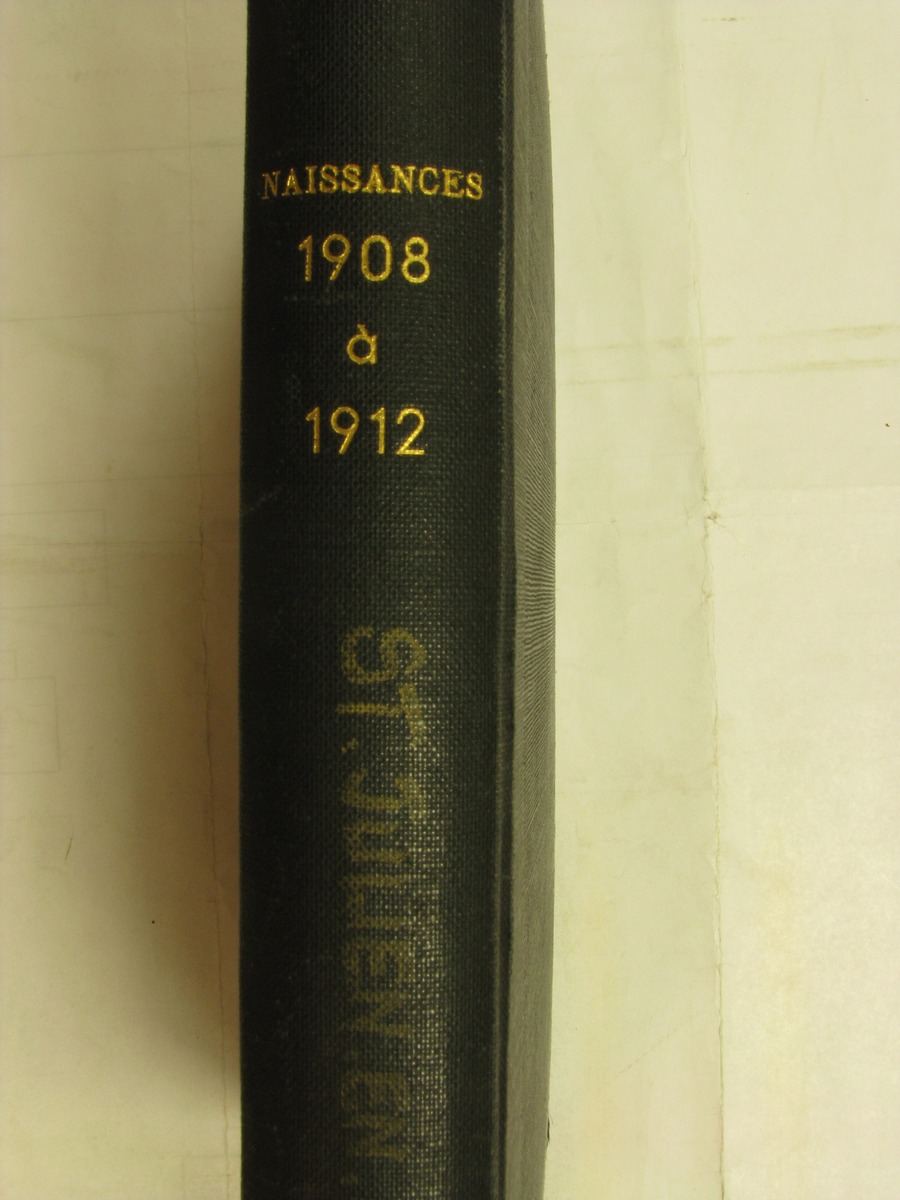 NAISSANCES
1908
à
1912
ST. JULIEN. EN.